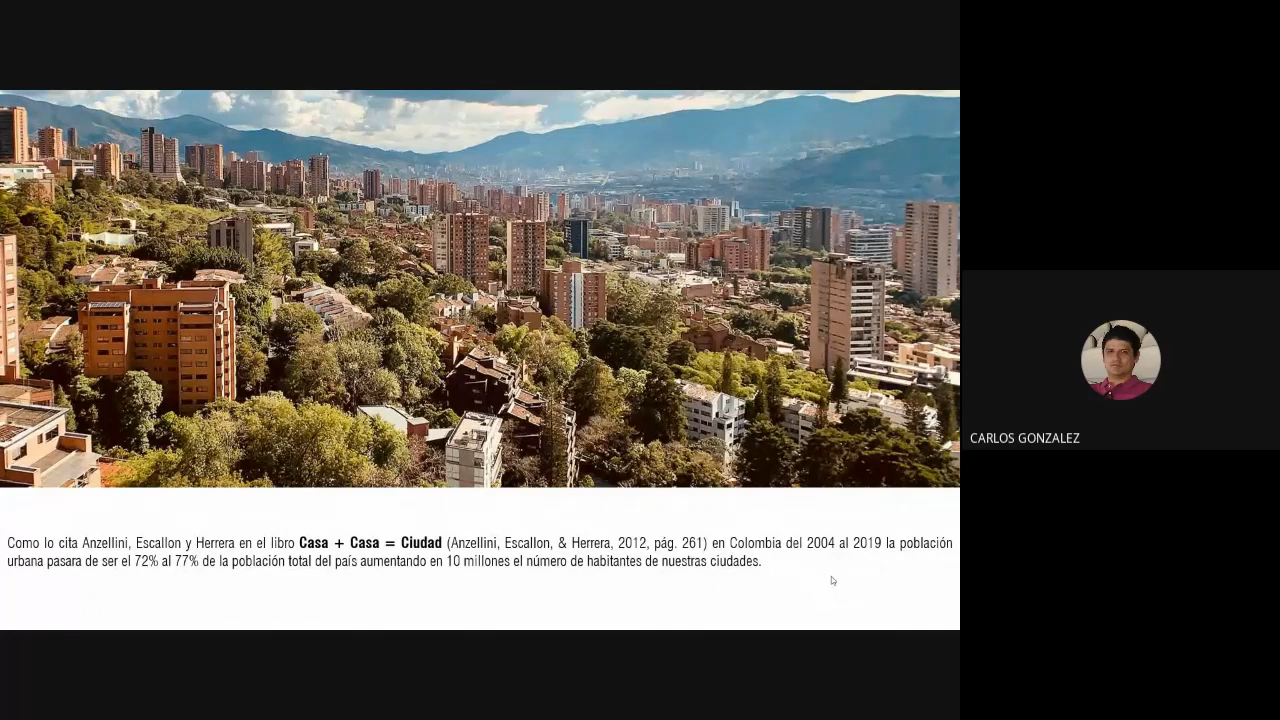 Como lo cita Anzellini, Escallon y Herrera en el libro Casa + Casa = Ciudad (Anzellini, Escallon, & Herrera, 2012, pág. 261) en Colombia del 2004 al 2019 la población
urbana pasara de ser el 72% al 77% de la población total del país aumentando en 10 millones el número de habitantes de nuestras ciudades.
CARLOS GONZALEZ